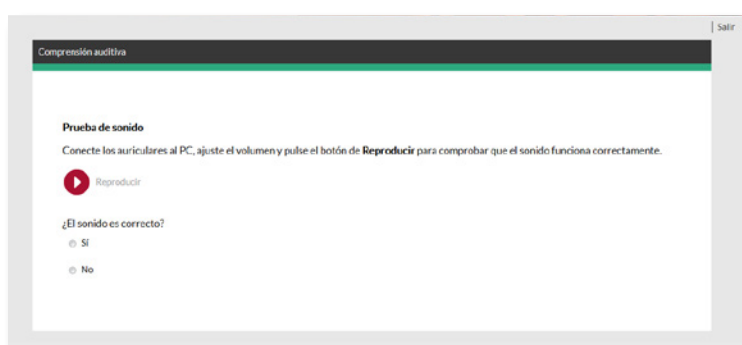 | Salir
Comprensión auditiva
Prueba de sonido
Conecte los auriculares al PC, ajuste el volumen y pulse el botón de Reproducir para comprobar que el sonido funciona correctamente.
Reproducir
¿El sonido es correcto?
Sí
No